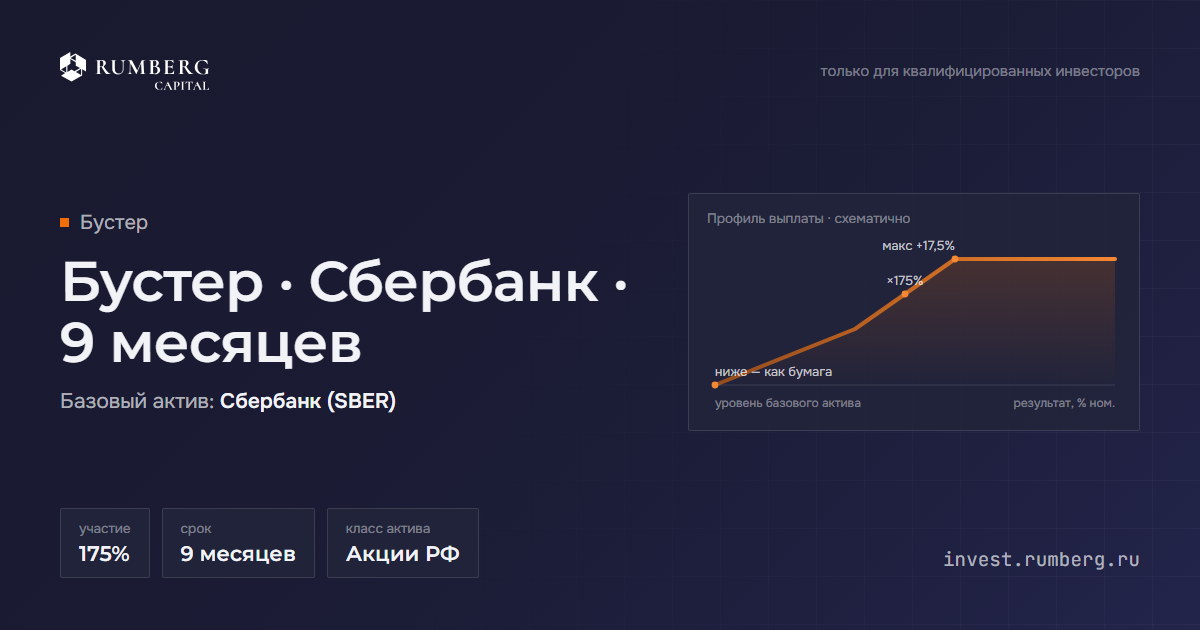 RUMBERG
CAPITAL
только для квалифицированных инвесторов
Бустер
Бустер · Сбербанк ·
9 месяцев
Базовый актив: Сбербанк (SBER)
Профиль выплаты · схематично
макс +17,5%
×175%
ниже — как бумага
уровень базового актива
результат, % ном.
участие
175%
срок
9 месяцев
класс актива
Акции РФ
invest.rumberg.ru